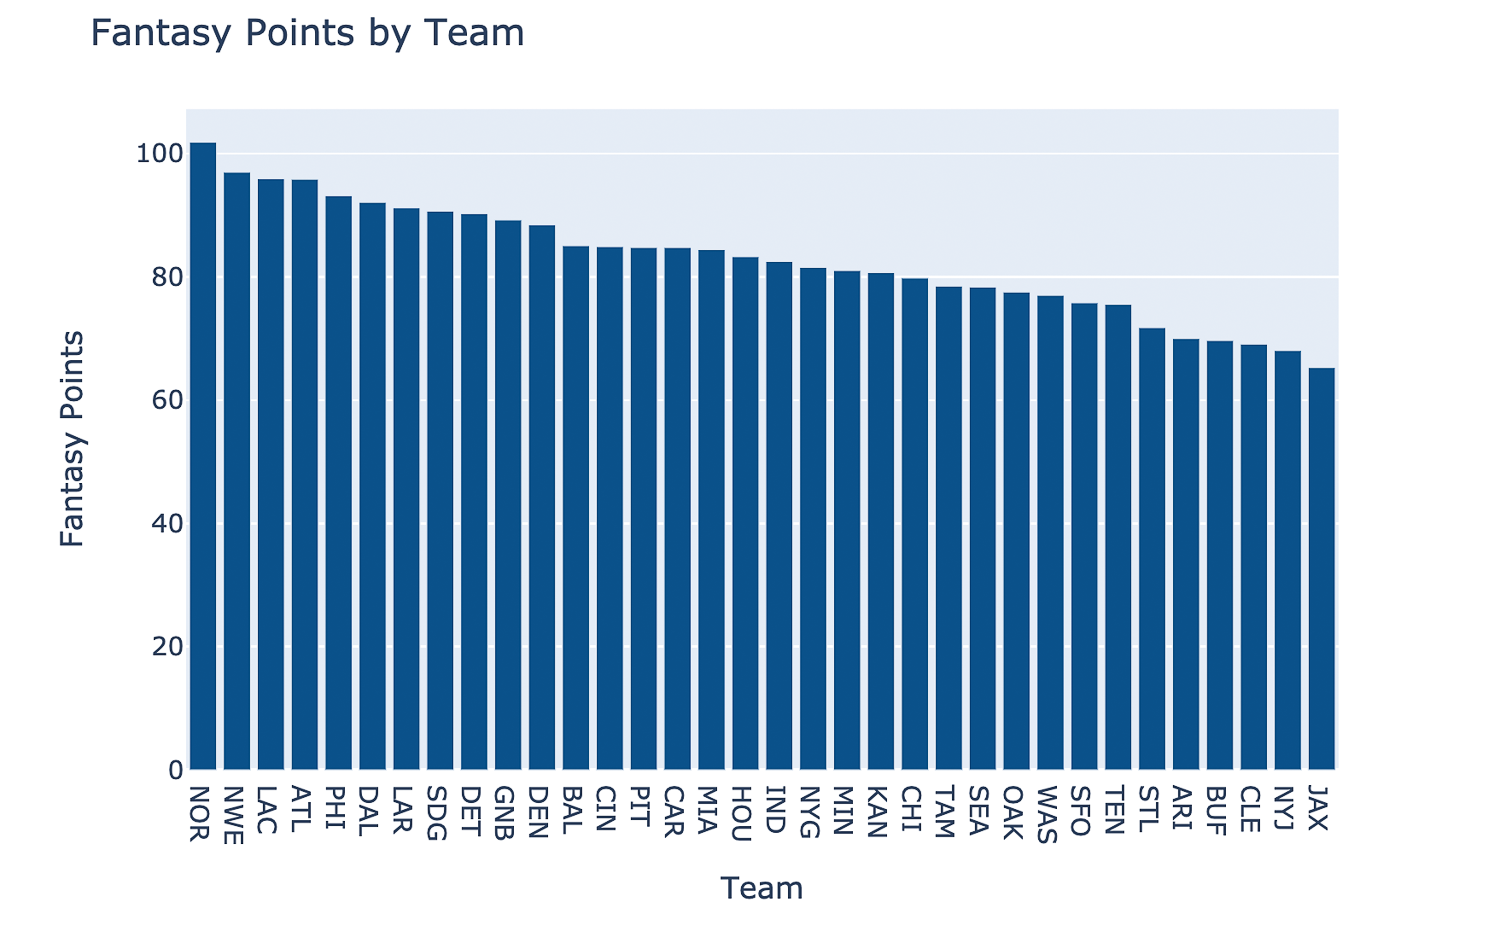 Fantasy Points by Team
Fantasy Points
100
80
60
40
20
0
NOR
NWE
LAC
ATL
PHI
DAL
LAR
SDG
DET
GNB
DEN
BAL
CIN
PIT
CAR
MIA
HOU
IND
NYG
MIN
KAN
CHI
TAM
SEA
OAK
WAS
SFO
TEN
STL
ARI
BUF
CLE
NYJ
JAX
Team